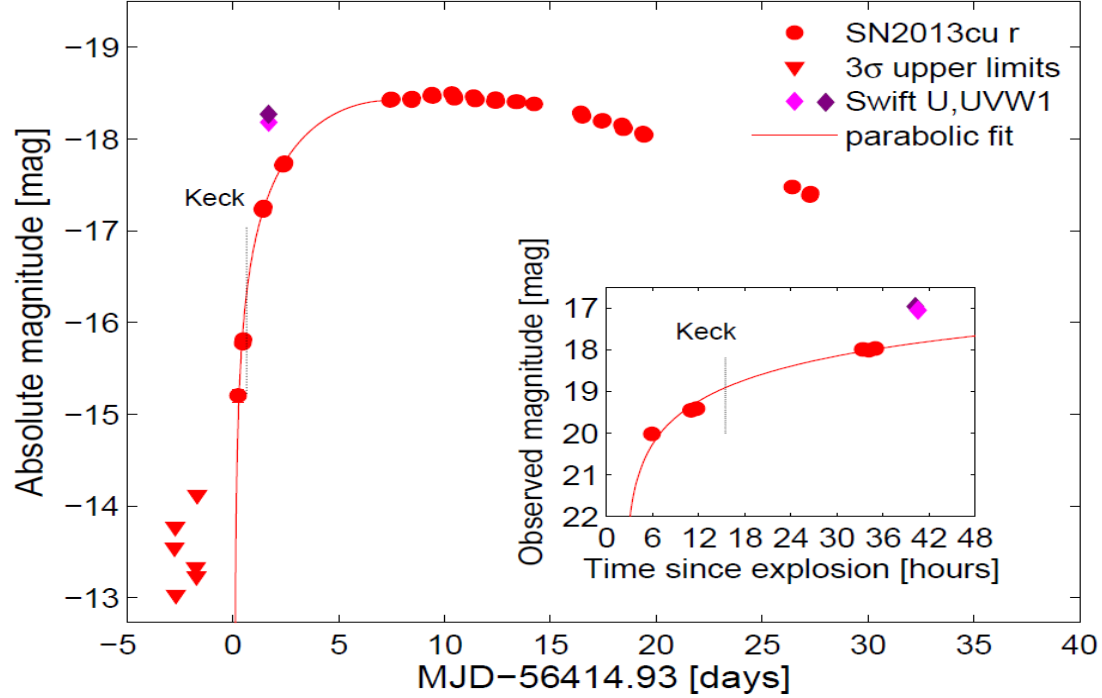 −19
−18
−17
−16
−15
−14
−13
Absolute magnitude [mag]
SN2013cu r
3σ upper limits
Swift U,UVW1
parabolic fit
Keck
Observed magnitude [mag]
17
18
19
20
21
22
Keck
0 6 12 18 24 30 36 42 48
Time since explosion [hours]
−5 0 5 10 15 20 25 30 35 40
MJD−56414.93 [days]